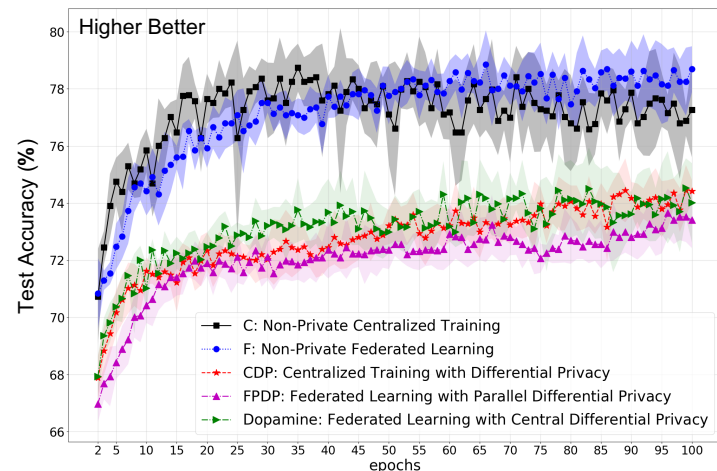 Higher Better
Test Accuracy (%)
80
78
76
74
72
70
68
66
C: Non-Private Centralized Training
F: Non-Private Federated Learning
CDP: Centralized Training with Differential Privacy
FPDP: Federated Learning with Parallel Differential Privacy
Dopamine: Federated Learning with Central Differential Privacy
2 5 10 15 20 25 30 35 40 45 50 55 60 65 70 75 80 85 90 95 100
epochs